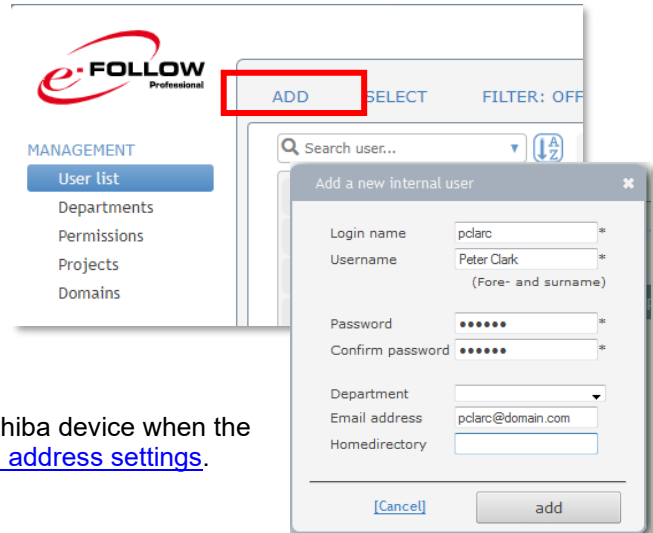 e-FOLLOW
Professional
ADD SELECT FILTER: OFF
MANAGEMENT
User list
Departments
Permissions
Projects
Domains
Search user...
Add a new internal user
Login name pclarc *
Username Peter Clark *
(Fore- and surname)
Password •••••• *
Confirm password •••••• *
Department
Email address pclarc@domain.com
Homedirectory
[Cancel] add
hiba device when the
address settings.